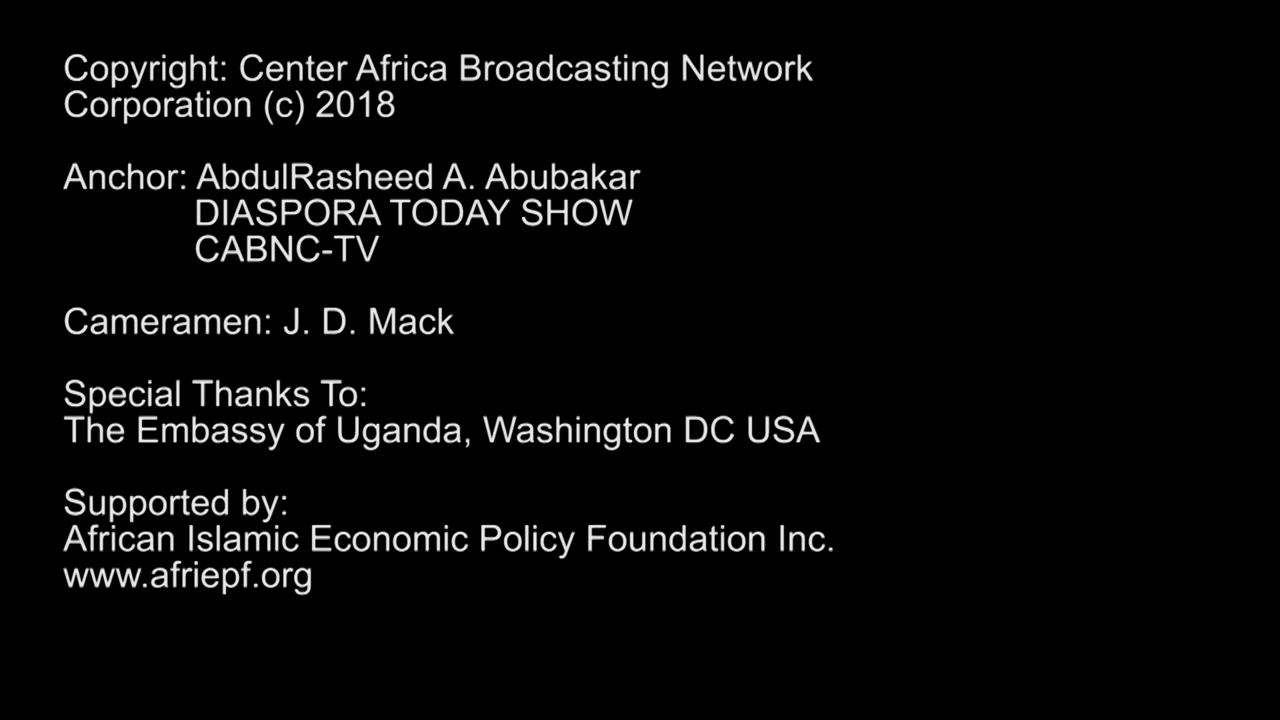 Copyright: Center Africa Broadcasting Network
Corporation (c) 2018
Anchor: AbdulRasheed A. Abubakar
DIASPORA TODAY SHOW
CABNC-TV
Cameramen: J. D. Mack
Special Thanks To:
The Embassy of Uganda, Washington DC USA
Supported by:
African Islamic Economic Policy Foundation Inc.
www.afriepf.org